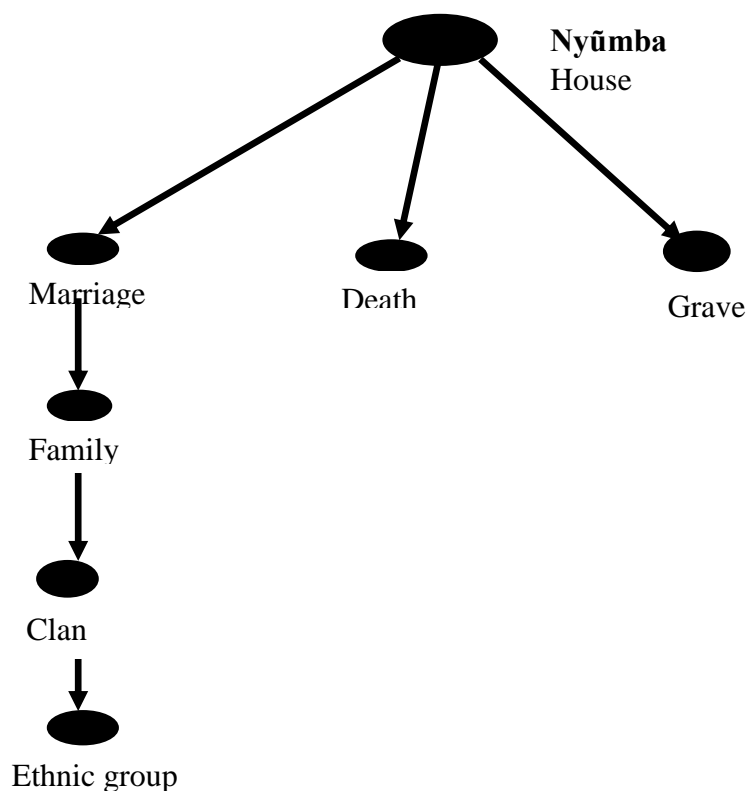 Nyũmba
House
Marriage
Death
Grave
Family
Clan
Ethnic group